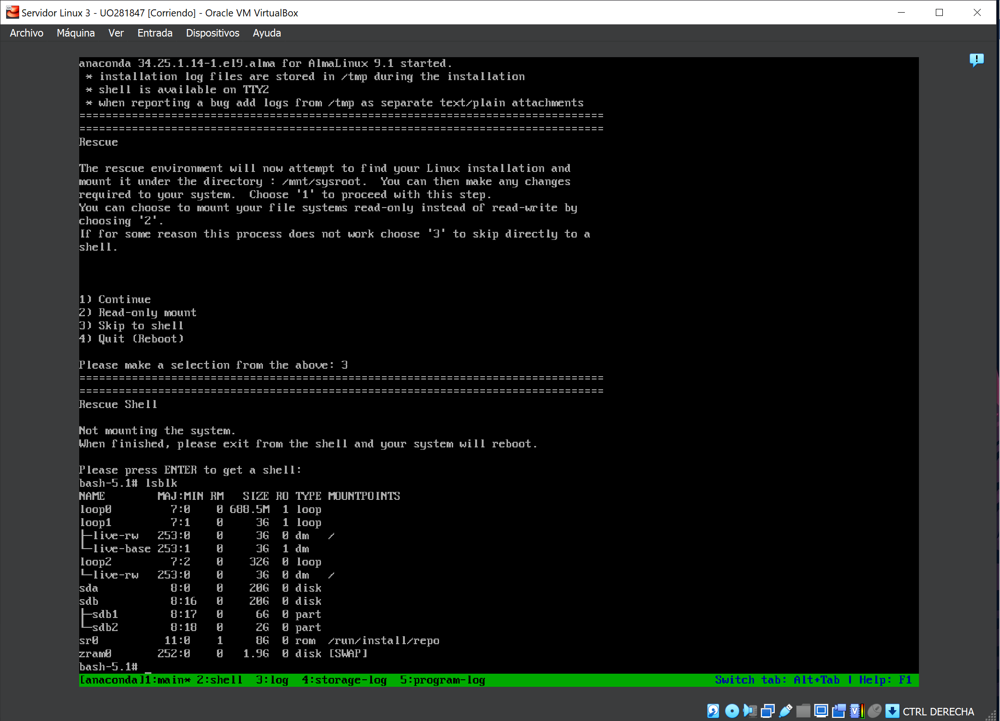 Servidor Linux 3 - UO281847 [Corriendo] - Oracle VM VirtualBox
Archivo Máquina Ver Entrada Dispositivos Ayuda
anaconda 34.25.1.14-1.el9.alma for AlmaLinux 9.1 started.
 * installation log files are stored in /tmp during the installation
 * shell is available on TTY2
 * when reporting a bug add logs from /tmp as separate text/plain attachments
================================================================================
================================================================================
Rescue
The rescue environment will now attempt to find your Linux installation and
mount it under the directory : /mnt/sysroot.  You can then make any changes
required to your system.  Choose '1' to proceed with this step.
You can choose to mount your file systems read-only instead of read-write by
choosing '2'.
If for some reason this process does not work choose '3' to skip directly to a
shell.
1) Continue
2) Read-only mount
3) Skip to shell
4) Quit (Reboot)
Please make a selection from the above: 3
================================================================================
================================================================================
Rescue Shell
Not mounting the system.
When finished, please exit from the shell and your system will reboot.
Please press ENTER to get a shell:
bash-5.1# lsblk
NAME        MAJ:MIN RM   SIZE RO TYPE MOUNTPOINTS
loop0         7:0    0 688.5M  1 loop
loop1         7:1    0     3G  1 loop
├─live-rw   253:0    0     3G  0 dm   /
└─live-base 253:1    0     3G  1 dm
loop2         7:2    0    32G  0 loop
└─live-rw   253:0    0     3G  0 dm   /
sda           8:0    0    20G  0 disk
sdb           8:16   0    20G  0 disk
├─sdb1        8:17   0     6G  0 part
└─sdb2        8:18   0     2G  0 part
sr0          11:0    1     8G  0 rom  /run/install/repo
zram0       252:0    0   1.9G  0 disk [SWAP]
bash-5.1# _
[anaconda]1:main* 2:shell  3:log  4:storage-log  5:program-log Switch tab: Alt+Tab | Help: F1
CTRL DERECHA